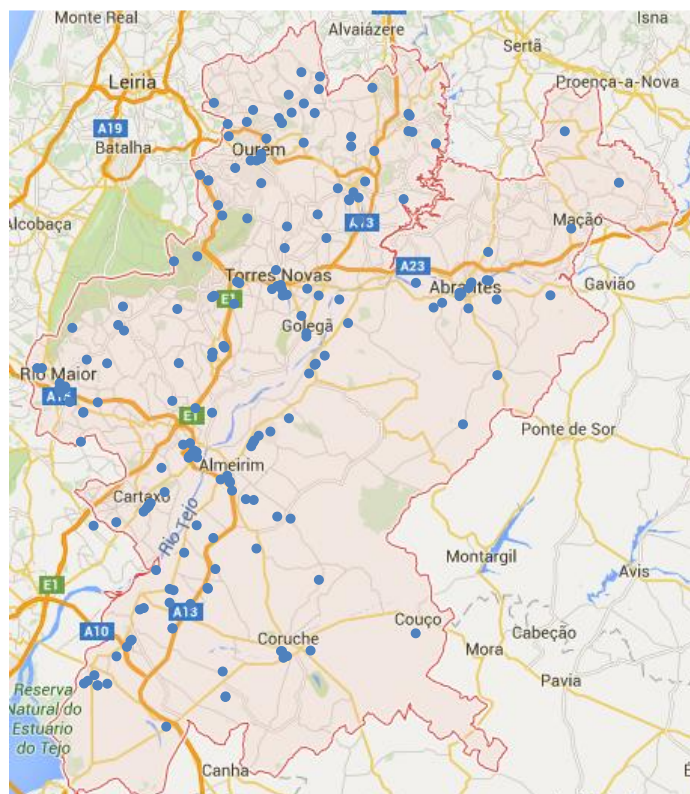 Monte Real
Alvaiázere
Isna
Sertã
Leiria
Proença-a-Nova
A19
Batalha
Ourem
Alcobaça
A13
Mação
A23
Torres Novas
Abrantes
Gavião
E1
Golegã
Rio Maior
E1
Ponte de Sor
Almeirim
Cartaxo
Rio Tejo
Montargil
Avis
E1
A13
Couço
A10
Cabeção
Coruche
Mora
Pavia
Reserva
Natural do
Estuário
do Tejo
Canha